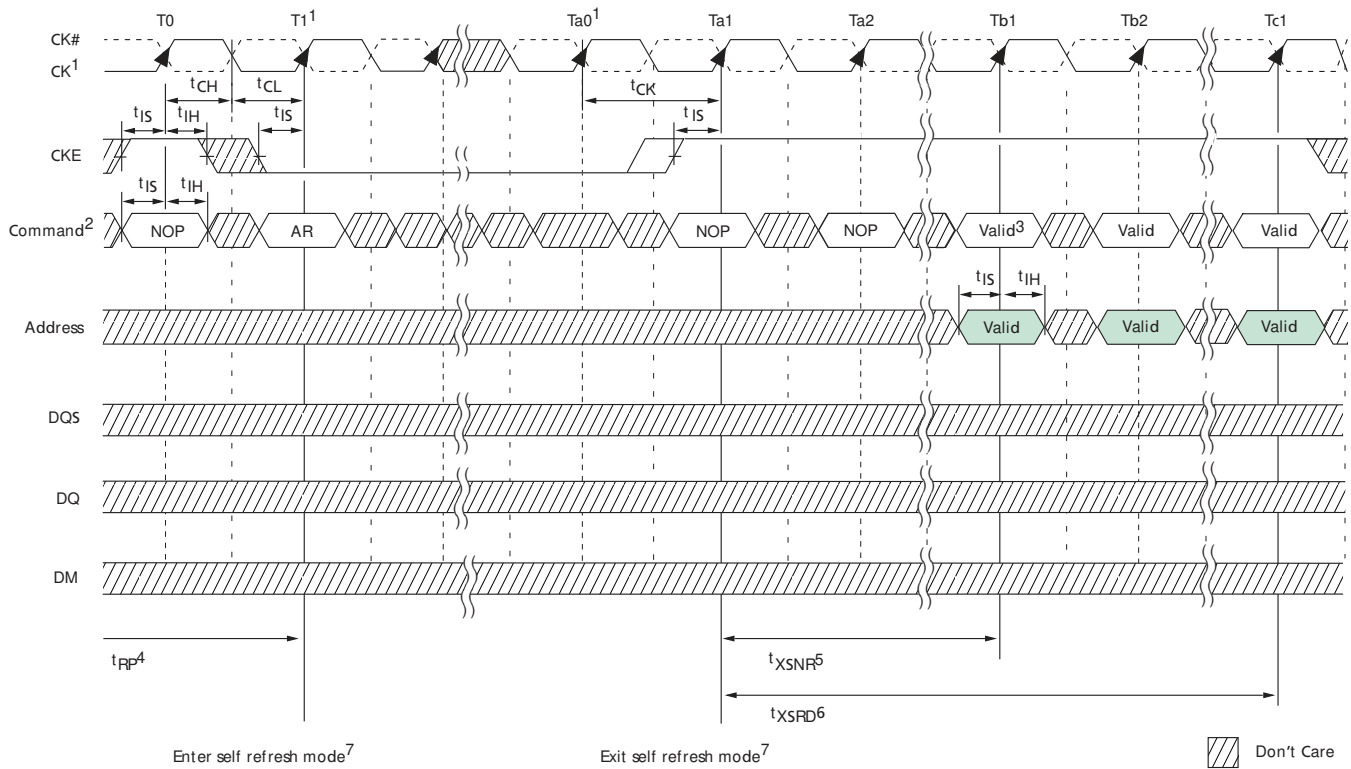 T0 T1¹ Ta0¹ Ta1 Ta2 Tb1 Tb2 Tc1
CK#
CK¹
tCH tCL tCK
tIS tIH tIS tIS
CKE
tIS tIH
Command² NOP AR NOP NOP Valid³ Valid Valid
tIS tIH
Address Valid Valid Valid
DQS
DQ
DM
tRP⁴ tXSNR⁵
tXSRD⁶
Enter self refresh mode⁷ Exit self refresh mode⁷ Don't Care